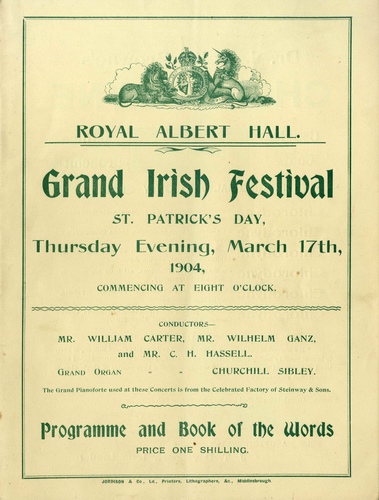 ROYAL ALBERT HALL.
Grand Irish Festival
ST. PATRICK'S DAY,
Thursday Evening, March 17th,
1904,
COMMENCING AT EIGHT O'CLOCK.
CONDUCTORS—
MR. WILLIAM CARTER, MR. WILHELM GANZ,
and MR. C. H. HASSELL.
GRAND ORGAN - - CHURCHILL SIBLEY.
The Grand Pianoforte used at these Concerts is from the Celebrated Factory of Steinway & Sons.
Programme and Book of the Words
PRICE ONE SHILLING.
JORDISON & Co., Ld., Printers, Lithographers, &c., Middlesbrough.